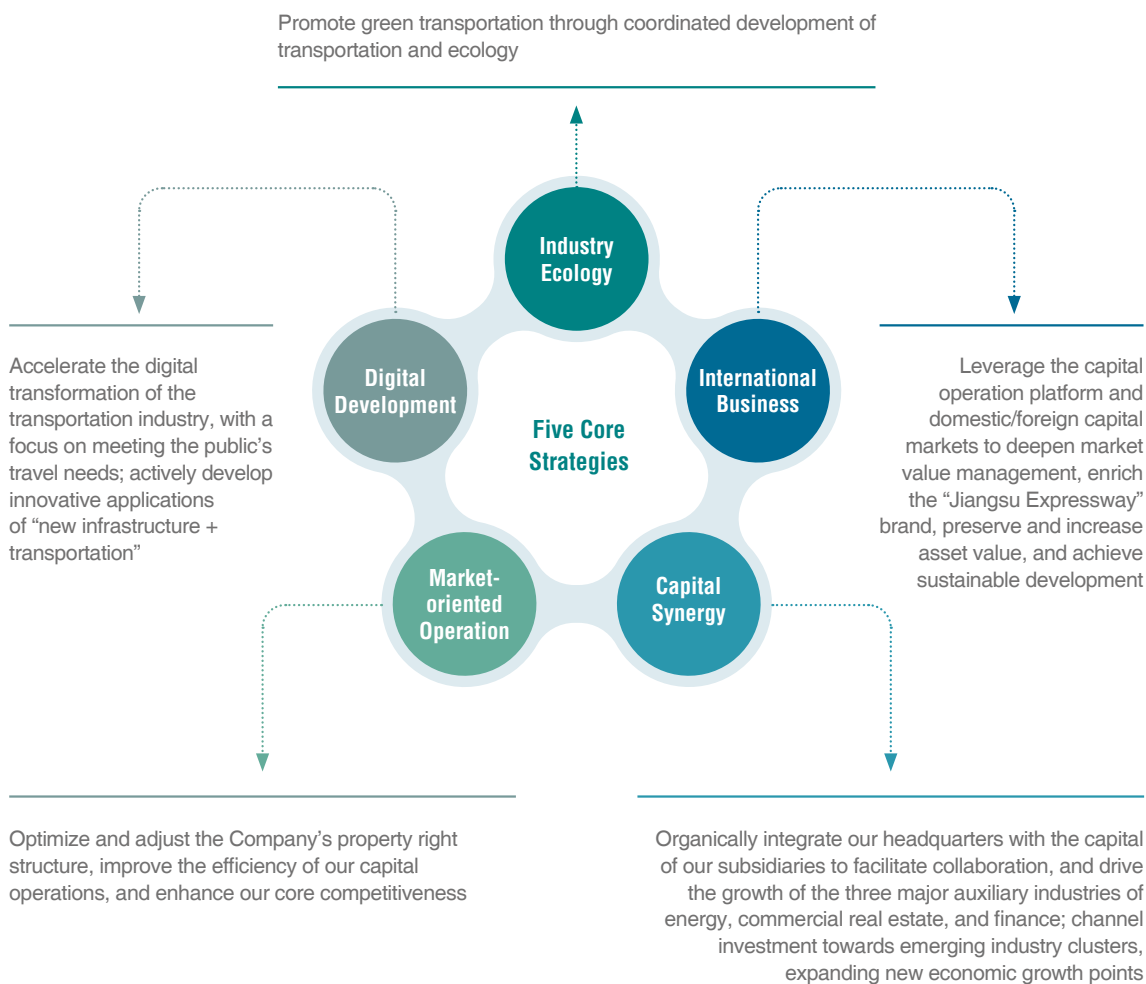 Promote green transportation through coordinated development of
transportation and ecology
Industry
Ecology
Digital
Development
International
Business
Five Core
Strategies
Accelerate the digital
transformation of the
transportation industry, with a
focus on meeting the public’s
travel needs; actively develop
innovative applications
of “new infrastructure +
transportation”
Leverage the capital
operation platform and
domestic/foreign capital
markets to deepen market
value management, enrich
the “Jiangsu Expressway”
brand, preserve and increase
asset value, and achieve
sustainable development
Market-
oriented
Operation
Capital
Synergy
Optimize and adjust the Company’s property right
structure, improve the efficiency of our capital
operations, and enhance our core competitiveness
Organically integrate our headquarters with the capital
of our subsidiaries to facilitate collaboration, and drive
the growth of the three major auxiliary industries of
energy, commercial real estate, and finance; channel
investment towards emerging industry clusters,
expanding new economic growth points